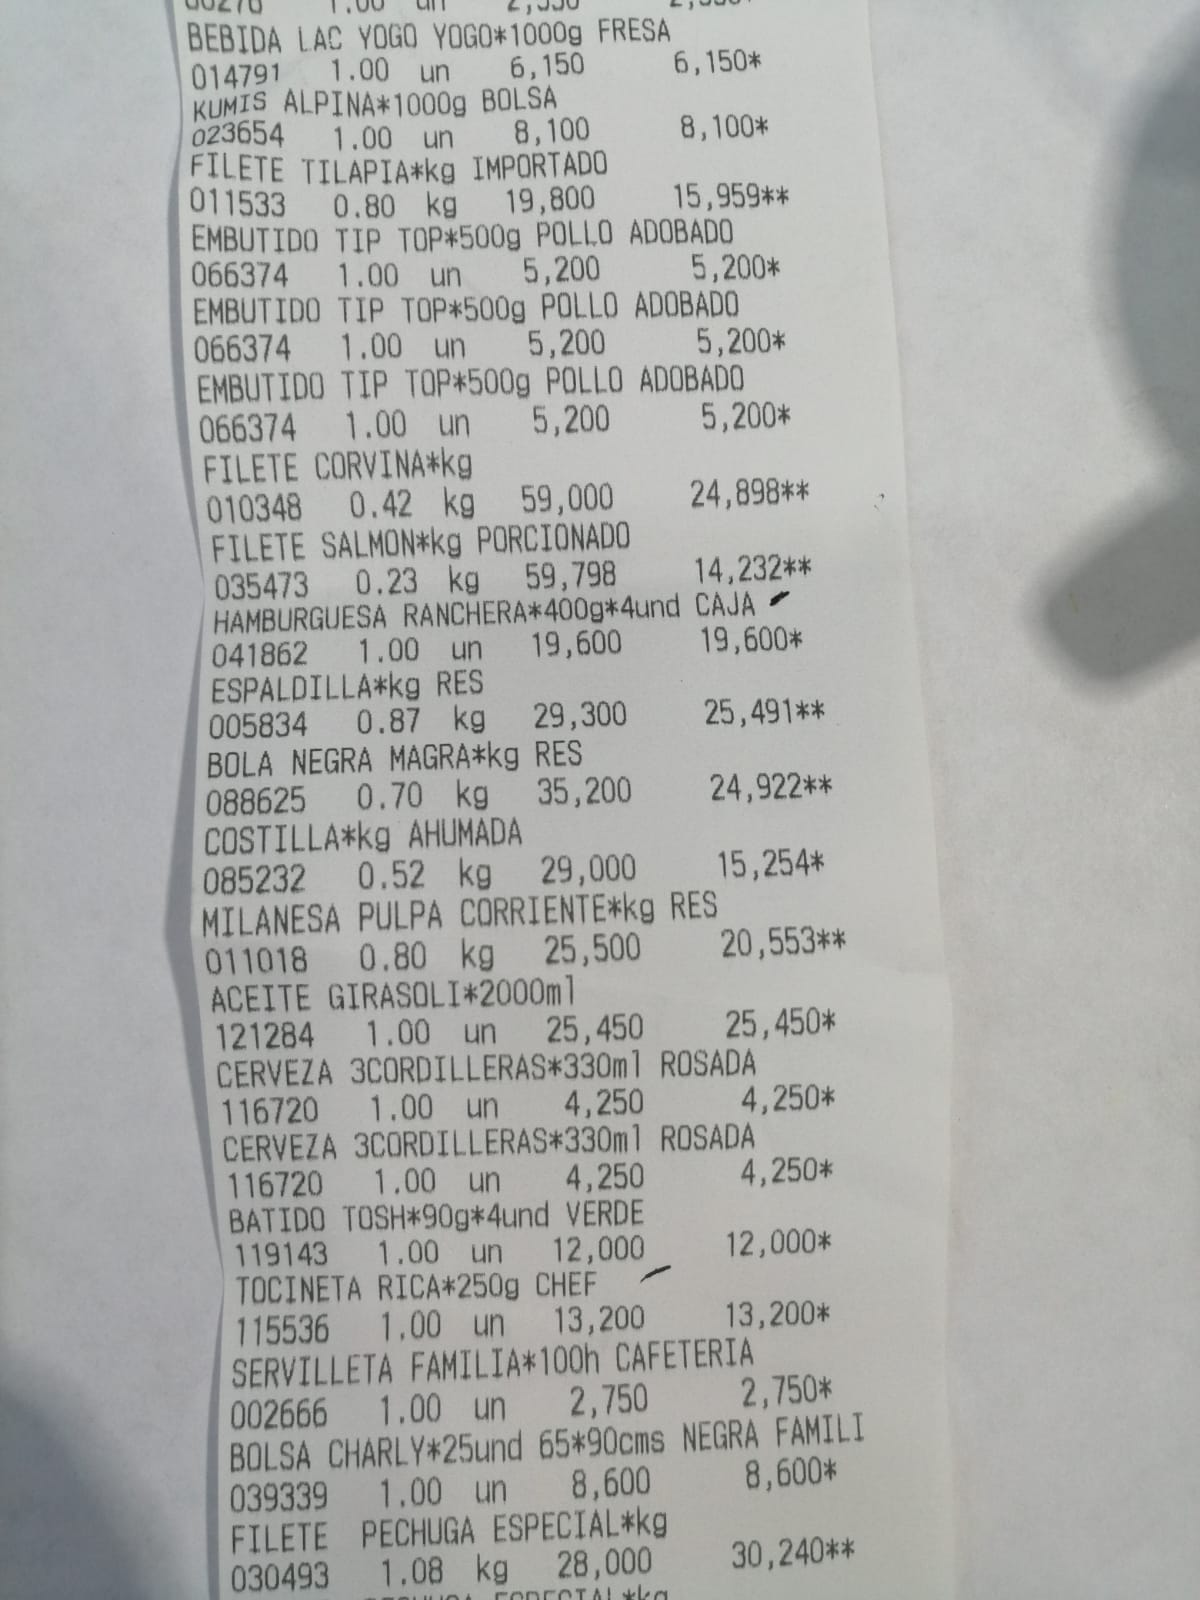 1.00 un
BEBIDA LAC YOGO YOGO*1000g FRESA
014791 1.00 un 6,150 6,150*
KUMIS ALPINA*1000g BOLSA
023654 1.00 un 8,100 8,100*
FILETE TILAPIA*kg IMPORTADO
011533 0.80 kg 19,800 15,959**
EMBUTIDO TIP TOP*500g POLLO ADOBADO
066374 1.00 un 5,200 5,200*
EMBUTIDO TIP TOP*500g POLLO ADOBADO
066374 1.00 un 5,200 5,200*
EMBUTIDO TIP TOP*500g POLLO ADOBADO
066374 1.00 un 5,200 5,200*
FILETE CORVINA*kg
010348 0.42 kg 59,000 24,898**
FILETE SALMON*kg PORCIONADO
035473 0.23 kg 59,798 14,232**
HAMBURGUESA RANCHERA*400g*4und CAJA
041862 1.00 un 19,600 19,600*
ESPALDILLA*kg RES
005834 0.87 kg 29,300 25,491**
BOLA NEGRA MAGRA*kg RES
088625 0.70 kg 35,200 24,922**
COSTILLA*kg AHUMADA
085232 0.52 kg 29,000 15,254*
MILANESA PULPA CORRIENTE*kg RES
011018 0.80 kg 25,500 20,553**
ACEITE GIRASOLI*2000ml
121284 1.00 un 25,450 25,450*
CERVEZA 3CORDILLERAS*330ml ROSADA
116720 1.00 un 4,250 4,250*
CERVEZA 3CORDILLERAS*330ml ROSADA
116720 1.00 un 4,250 4,250*
BATIDO TOSH*90g*4und VERDE
119143 1.00 un 12,000 12,000*
TOCINETA RICA*250g CHEF
115536 1.00 un 13,200 13,200*
SERVILLETA FAMILIA*100h CAFETERIA
002666 1.00 un 2,750 2,750*
BOLSA CHARLY*25und 65*90cms NEGRA FAMILI
039339 1.00 un 8,600 8,600*
FILETE PECHUGA ESPECIAL*kg
030493 1.08 kg 28,000 30,240**
PECHUGA ESPECIAL*kg